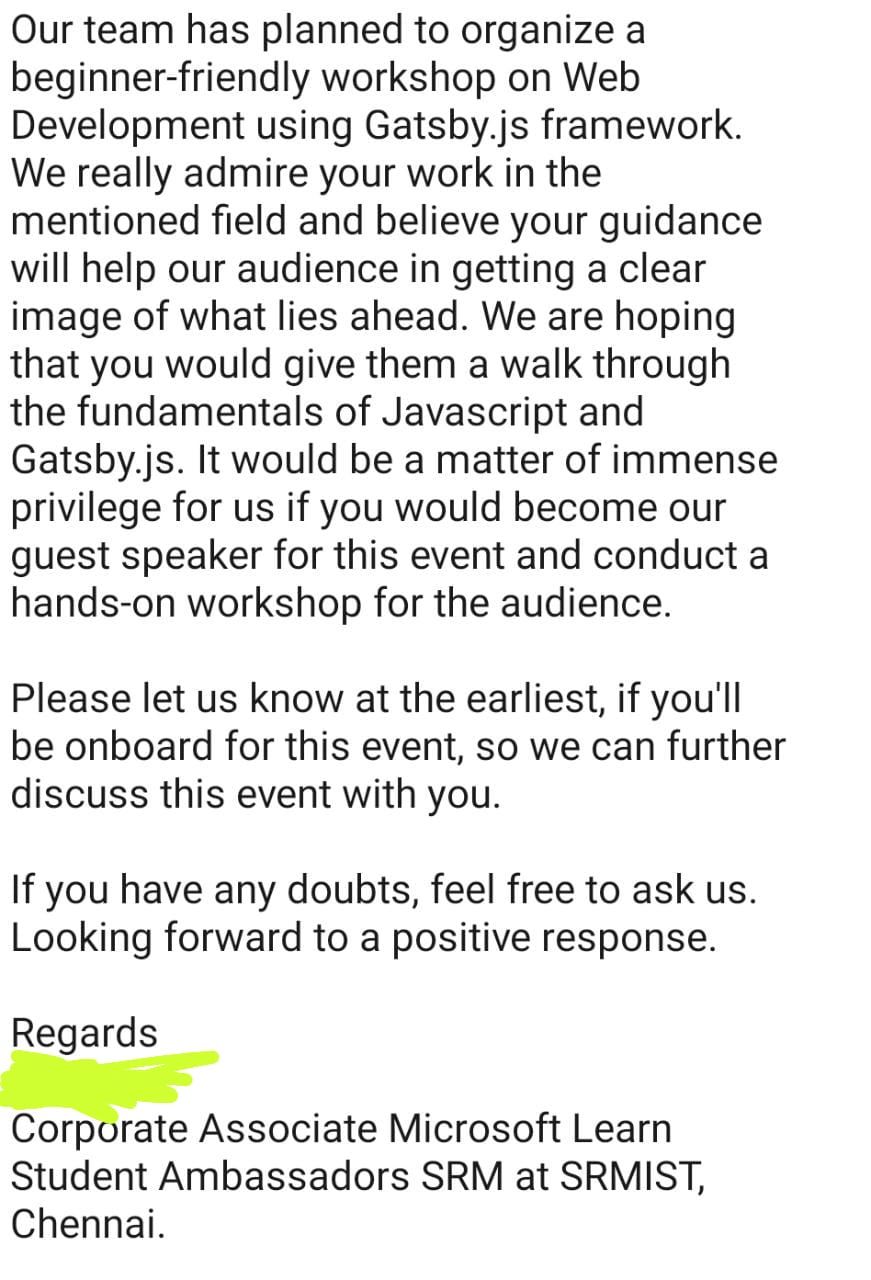 Our team has planned to organize a
beginner-friendly workshop on Web
Development using Gatsby.js framework.
We really admire your work in the
mentioned field and believe your guidance
will help our audience in getting a clear
image of what lies ahead. We are hoping
that you would give them a walk through
the fundamentals of Javascript and
Gatsby.js. It would be a matter of immense
privilege for us if you would become our
guest speaker for this event and conduct a
hands-on workshop for the audience.
Please let us know at the earliest, if you'll
be onboard for this event, so we can further
discuss this event with you.
If you have any doubts, feel free to ask us.
Looking forward to a positive response.
Regards
Corporate Associate Microsoft Learn
Student Ambassadors SRM at SRMIST,
Chennai.